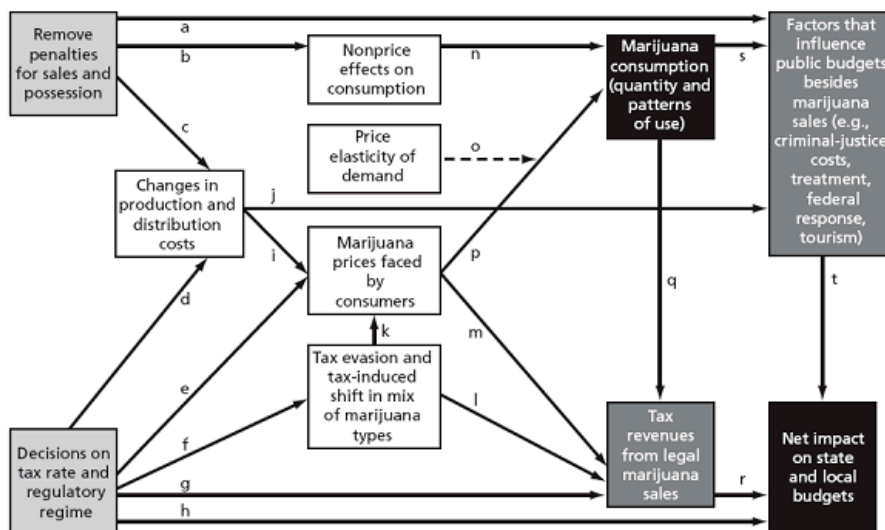 Remove
penalties
for sales and
possession
a
b
c
Nonprice
effects on
consumption
n
Marijuana
consumption
(quantity and
patterns
of use)
s
Factors that
influence
public budgets
besides
marijuana
sales (e.g.,
criminal-justice
costs,
treatment,
federal
response,
tourism)
Price
elasticity of
demand
o
Changes in
production and
distribution
costs
j
i
Marijuana
prices faced
by
consumers
p
q
t
d
k
m
e
Tax evasion and
tax-induced
shift in mix
of marijuana
types
l
f
Decisions on
tax rate and
regulatory
regime
g
h
Tax
revenues
from legal
marijuana
sales
r
Net impact
on state
and local
budgets